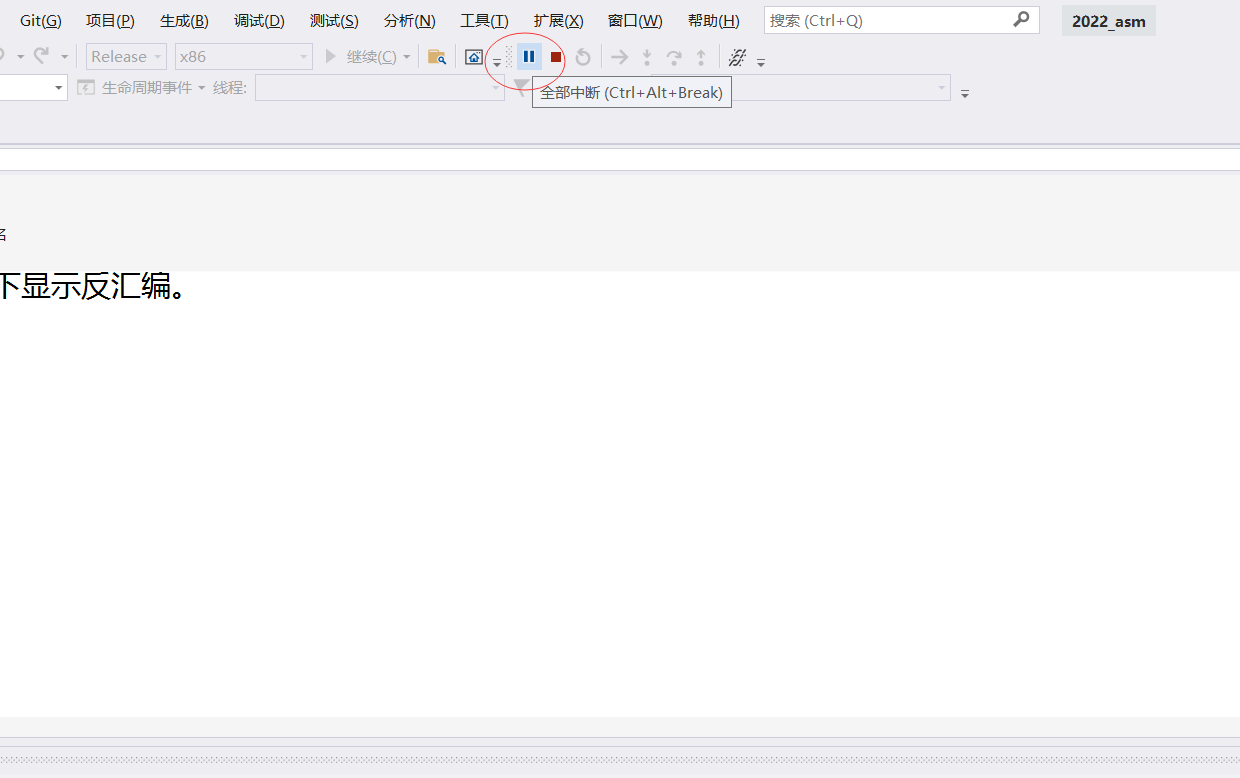 Git(G) 项目(P) 生成(B) 调试(D) 测试(S) 分析(N) 工具(T) 扩展(X) 窗口(W) 帮助(H) 搜索 (Ctrl+Q) 2022_asm
Release x86 继续(C)
生命周期事件 线程:
全部中断 (Ctrl+Alt+Break)
名
下显示反汇编。